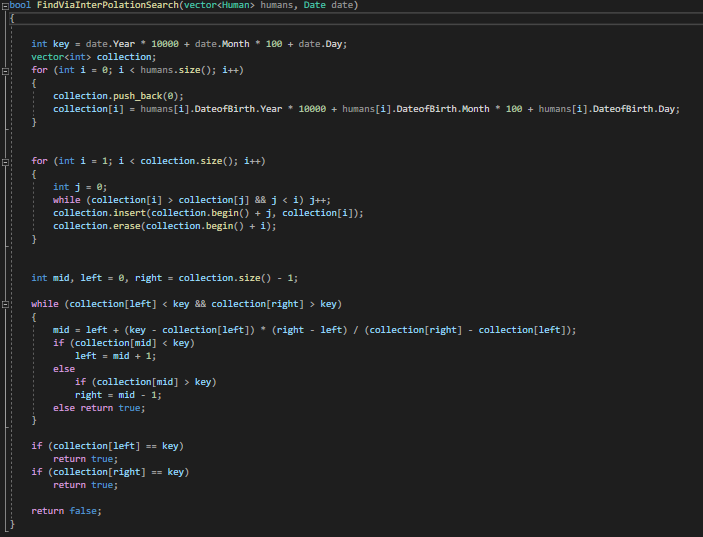 bool FindViaInterPolationSearch(vector<Human> humans, Date date)
{
int key = date.Year * 10000 + date.Month * 100 + date.Day;
vector<int> collection;
for (int i = 0; i < humans.size(); i++)
{
collection.push_back(0);
collection[i] = humans[i].DateofBirth.Year * 10000 + humans[i].DateofBirth.Month * 100 + humans[i].DateofBirth.Day;
}
for (int i = 1; i < collection.size(); i++)
{
int j = 0;
while (collection[i] > collection[j] && j < i) j++;
collection.insert(collection.begin() + j, collection[i]);
collection.erase(collection.begin() + i);
}
int mid, left = 0, right = collection.size() - 1;
while (collection[left] < key && collection[right] > key)
{
mid = left + (key - collection[left]) * (right - left) / (collection[right] - collection[left]);
if (collection[mid] < key)
left = mid + 1;
else
if (collection[mid] > key)
right = mid - 1;
else return true;
}
if (collection[left] == key)
return true;
if (collection[right] == key)
return true;
return false;
}